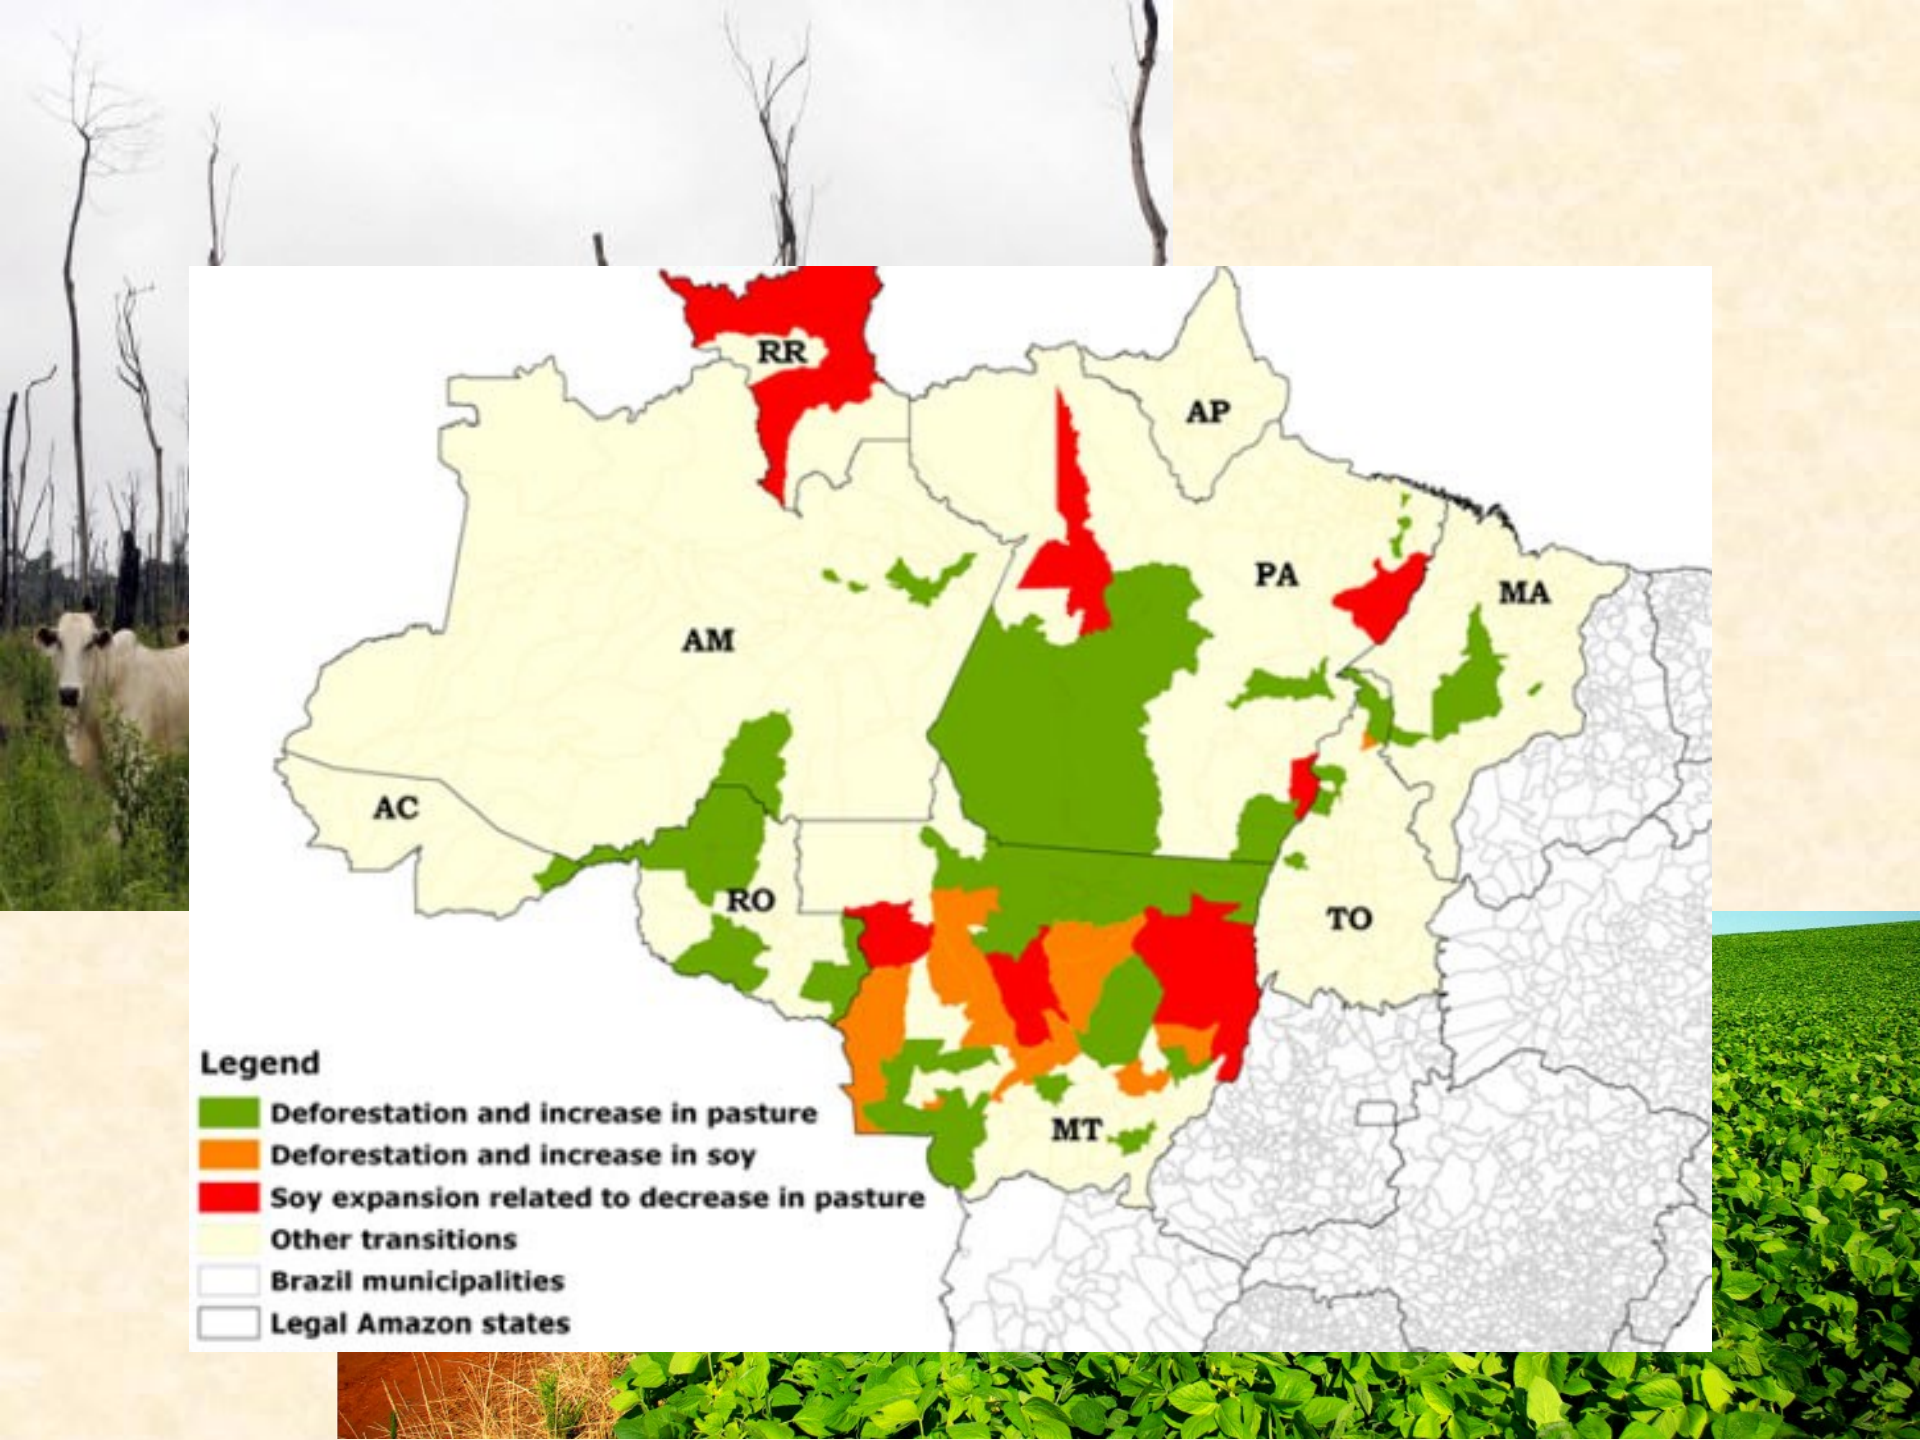 RR
AP
PA
MA
AM
AC
RO
TO
MT
Legend
Deforestation and increase in pasture
Deforestation and increase in soy
Soy expansion related to decrease in pasture
Other transitions
Brazil municipalities
Legal Amazon states